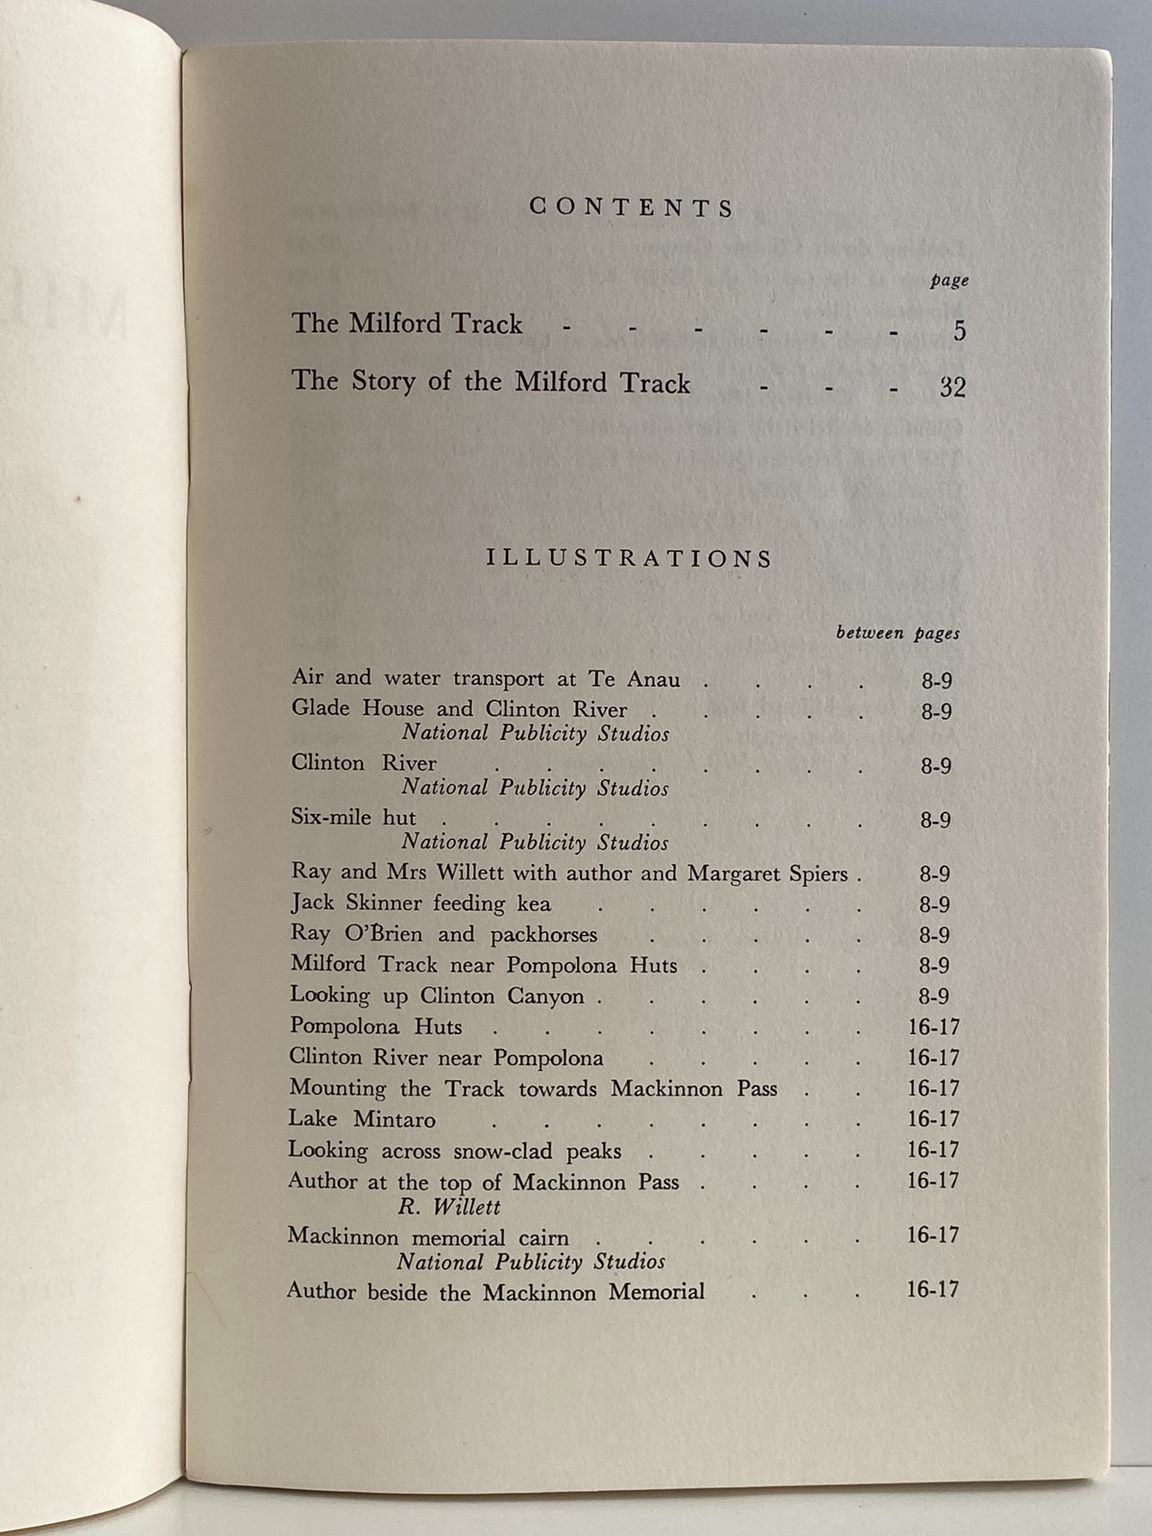 CONTENTS
page
The Milford Track - - - - - - 5
The Story of the Milford Track - - - 32
ILLUSTRATIONS
between pages
Air and water transport at Te Anau . . . . 8-9
Glade House and Clinton River . . . . . 8-9
National Publicity Studios
Clinton River . . . . . . . . 8-9
National Publicity Studios
Six-mile hut . . . . . . . . . 8-9
National Publicity Studios
Ray and Mrs Willett with author and Margaret Spiers . 8-9
Jack Skinner feeding kea . . . . . . 8-9
Ray O'Brien and packhorses . . . . . 8-9
Milford Track near Pompolona Huts . . . . 8-9
Looking up Clinton Canyon . . . . . . 8-9
Pompolona Huts . . . . . . . . 16-17
Clinton River near Pompolona . . . . . 16-17
Mounting the Track towards Mackinnon Pass . . 16-17
Lake Mintaro . . . . . . . . 16-17
Looking across snow-clad peaks . . . . . 16-17
Author at the top of Mackinnon Pass . . . . 16-17
R. Willett
Mackinnon memorial cairn . . . . . . 16-17
National Publicity Studios
Author beside the Mackinnon Memorial . . . 16-17